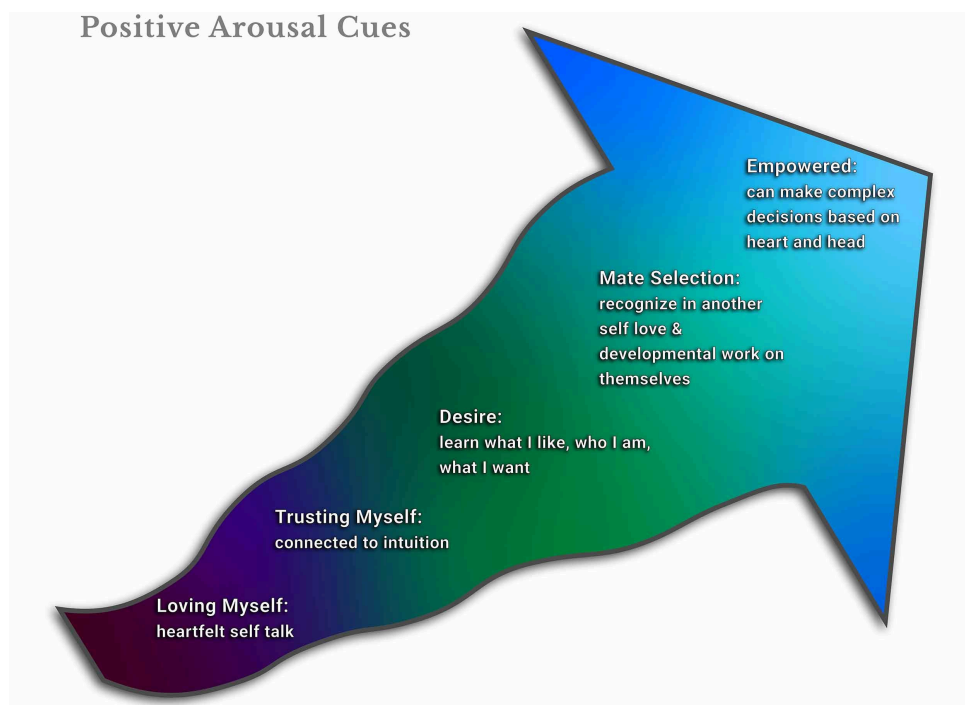 Positive Arousal Cues
Empowered:
can make complex
decisions based on
heart and head
Mate Selection:
recognize in another
self love &
developmental work on
themselves
Desire:
learn what I like, who I am,
what I want
Trusting Myself:
connected to intuition
Loving Myself:
heartfelt self talk